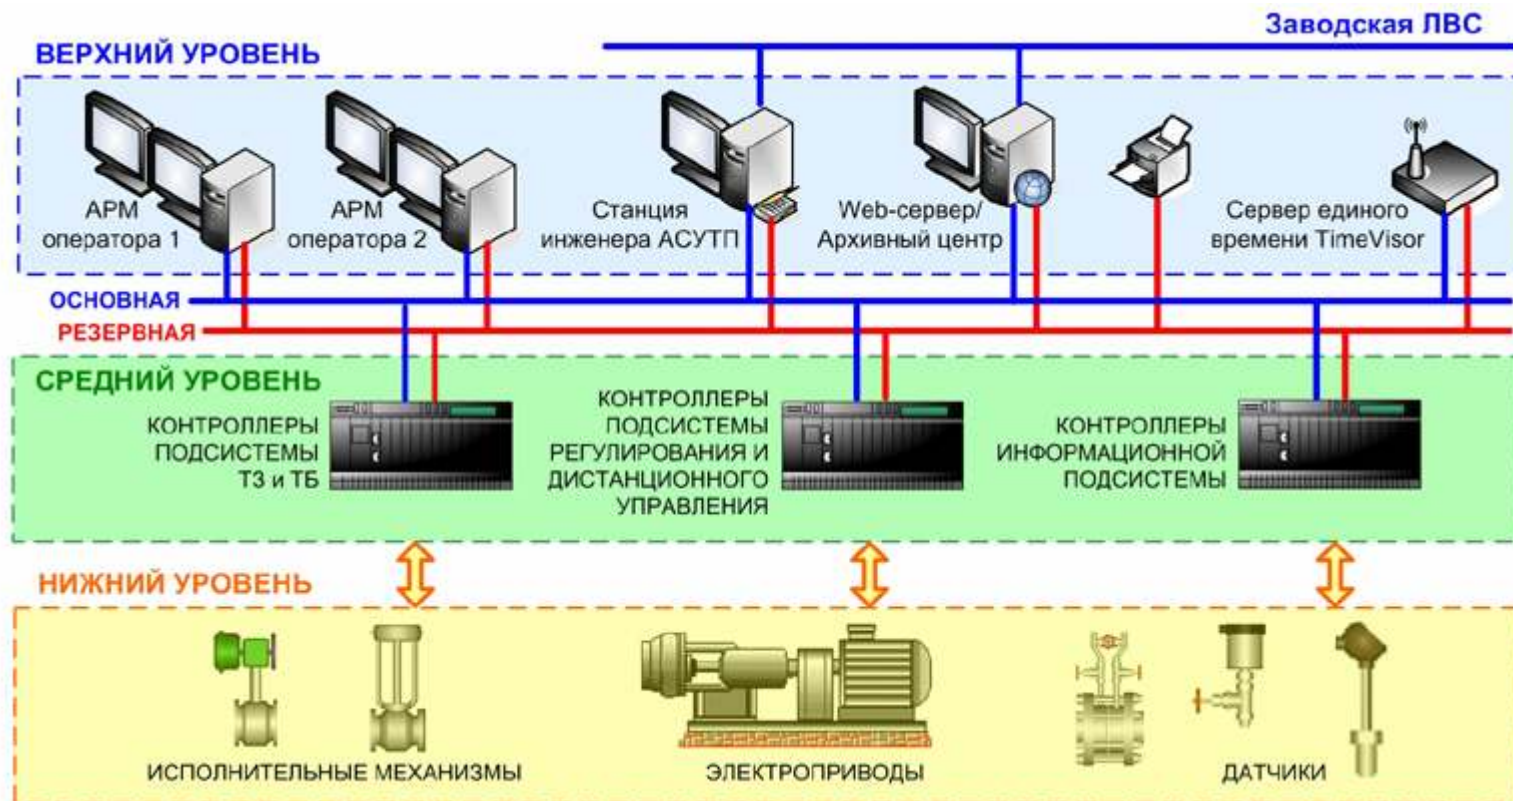 Заводская ЛВС
ВЕРХНИЙ УРОВЕНЬ
АРМ
оператора 1
АРМ
оператора 2
Станция
инженера АСУТП
Web-сервер/
Архивный центр
Сервер единого
времени TimeVisor
ОСНОВНАЯ
РЕЗЕРВНАЯ
СРЕДНИЙ УРОВЕНЬ
КОНТРОЛЛЕРЫ
ПОДСИСТЕМЫ
ТЗ и ТБ
КОНТРОЛЛЕРЫ
ПОДСИСТЕМЫ
РЕГУЛИРОВАНИЯ И
ДИСТАНЦИОННОГО
УПРАВЛЕНИЯ
КОНТРОЛЛЕРЫ
ИНФОРМАЦИОННОЙ
ПОДСИСТЕМЫ
НИЖНИЙ УРОВЕНЬ
ИСПОЛНИТЕЛЬНЫЕ МЕХАНИЗМЫ
ЭЛЕКТРОПРИВОДЫ
ДАТЧИКИ